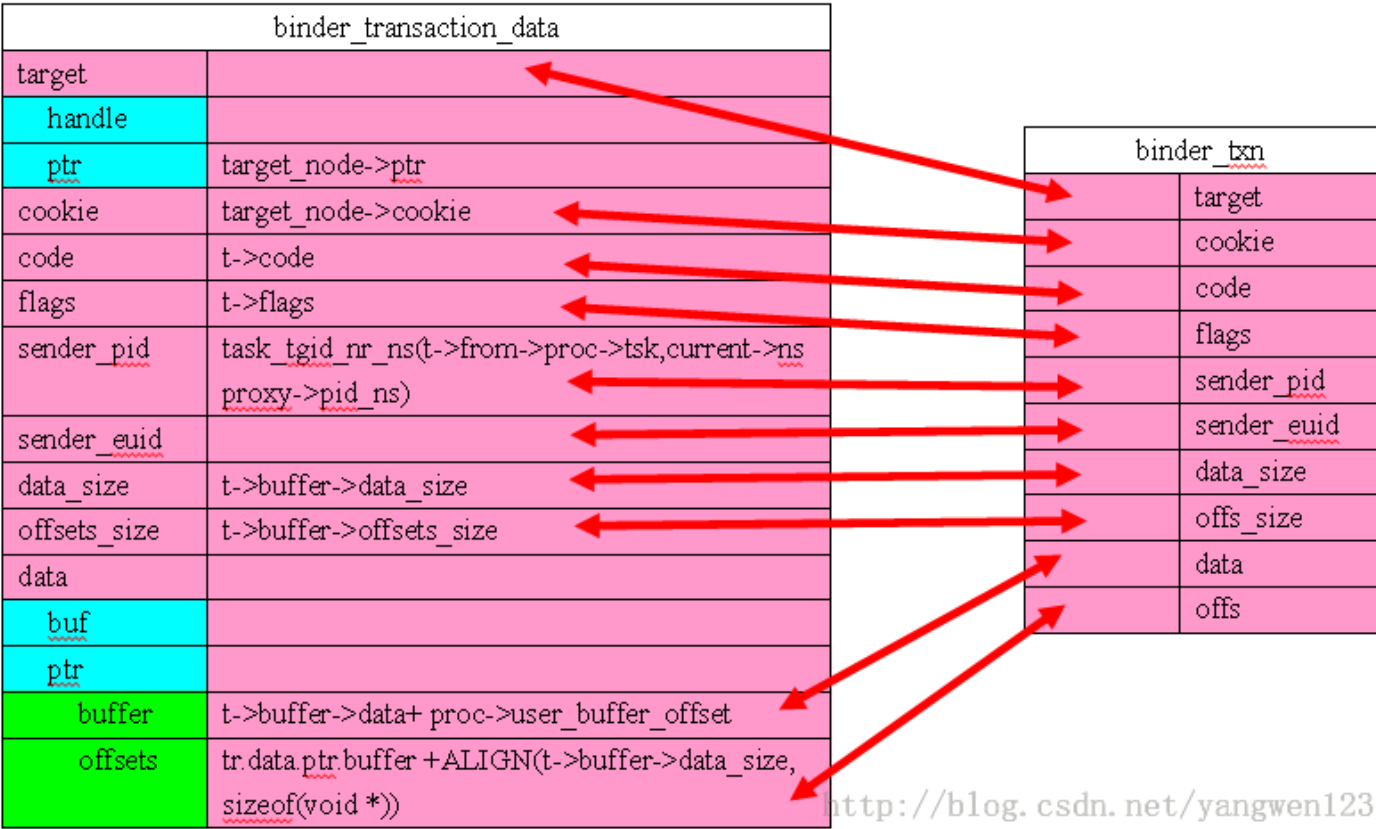 binder_transaction_data
target
handle
ptr target_node->ptr
cookie target_node->cookie
code t->code
flags t->flags
sender_pid task_tgid_nr_ns(t->from->proc->tsk,current->ns
proxy->pid_ns)
sender_euid
data_size t->buffer->data_size
offsets_size t->buffer->offsets_size
data
buf
ptr
buffer t->buffer->data+ proc->user_buffer_offset
offsets tr.data.ptr.buffer +ALIGN(t->buffer->data_size,
sizeof(void *))
binder_txn
target
cookie
code
flags
sender_pid
sender_euid
data_size
offs_size
data
offs
http://blog.csdn.net/yangwen123